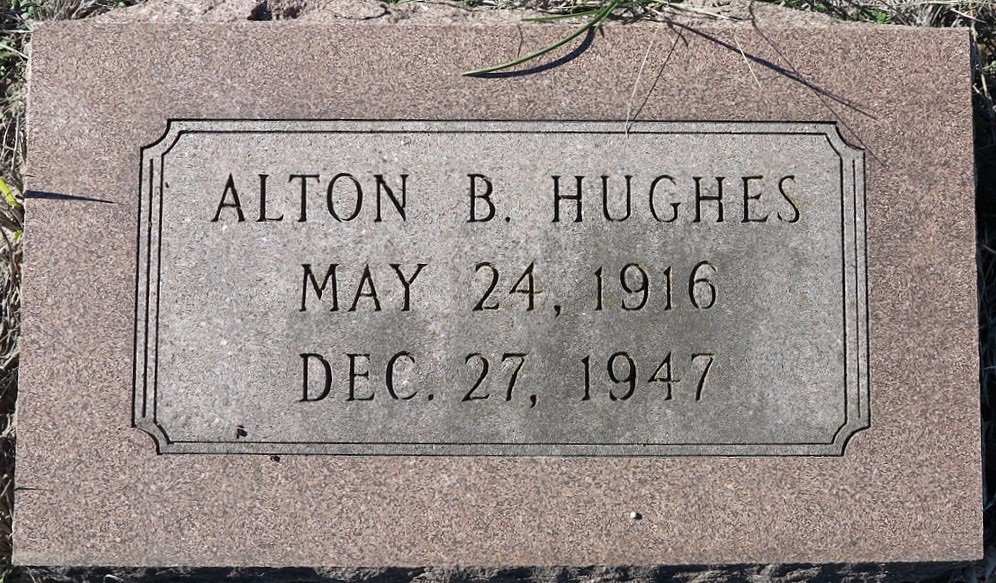 ALTON B. HUGHES
MAY 24, 1916
DEC. 27, 1947